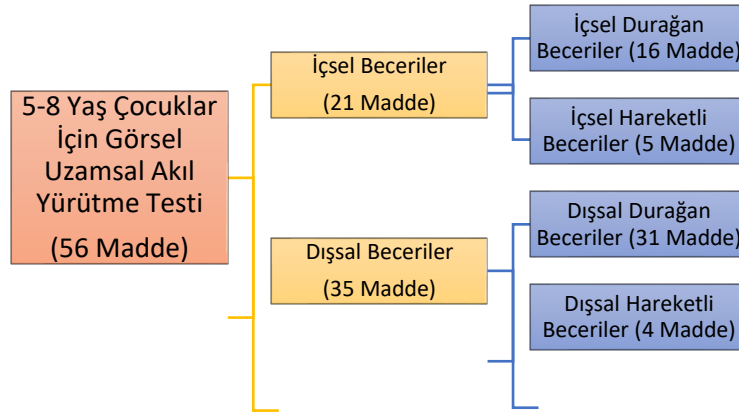 5-8 Yaş Çocuklar
İçin Görsel
Uzamsal Akıl
Yürütme Testi
(56 Madde)
İçsel Beceriler
(21 Madde)
İçsel Durağan
Beceriler (16 Madde)
İçsel Hareketli
Beceriler (5 Madde)
Dışsal Beceriler
(35 Madde)
Dışsal Durağan
Beceriler (31 Madde)
Dışsal Hareketli
Beceriler (4 Madde)